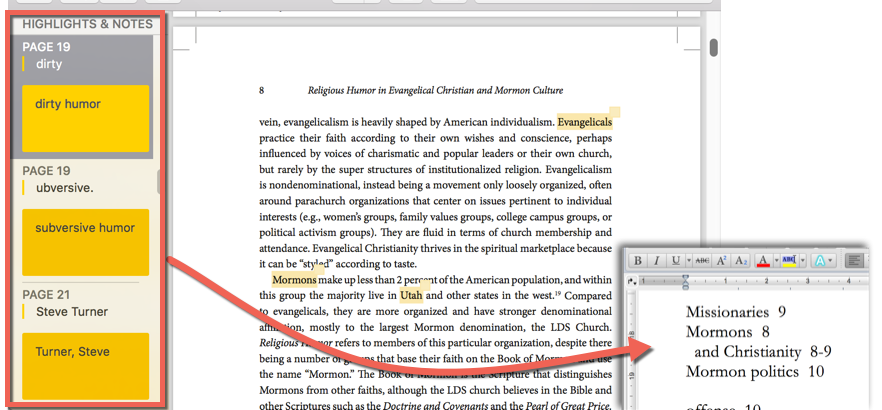 HIGHLIGHTS & NOTES
PAGE 19
dirty
dirty humor
PAGE 19
ubversive.
subversive humor
PAGE 21
Steve Turner
Turner, Steve
8 Religious Humor in Evangelical Christian and Mormon Culture
vein, evangelicalism is heavily shaped by American individualism. Evangelicals
practice their faith according to their own wishes and conscience, perhaps
influenced by voices of charismatic and popular leaders or their own church,
but rarely by the super structures of institutionalized religion. Evangelicalism
is nondenominational, instead being a movement only loosely organized, often
around parachurch organizations that center on issues pertinent to individual
interests (e.g., women's groups, family values groups, college campus groups, or
political activism groups). They are fluid in terms of church membership and
attendance. Evangelical Christianity thrives in the spiritual marketplace because
it can be “styled” according to taste.
Mormons make up less than 2 percent of the American population, and within
this group the majority live in Utah and other states in the west.19 Compared
to evangelicals, they are more organized and have stronger denominational
affiliation, mostly to the largest Mormon denomination, the LDS Church.
Religious Humor refers to members of this particular organization, despite there
being a number of groups that base their faith on the Book of Mormon and use
the name “Mormon.” The Book of Mormon is the Scripture that distinguishes
Mormons from other faiths, although the LDS church believes in the Bible and
other Scriptures such as the Doctrine and Covenants and the Pearl of Great Price.
B I U ABC A2 A2 A ABC A
1 1 2 3 4
Missionaries 9
Mormons 8
and Christianity 8-9
Mormon politics 10
offense 10